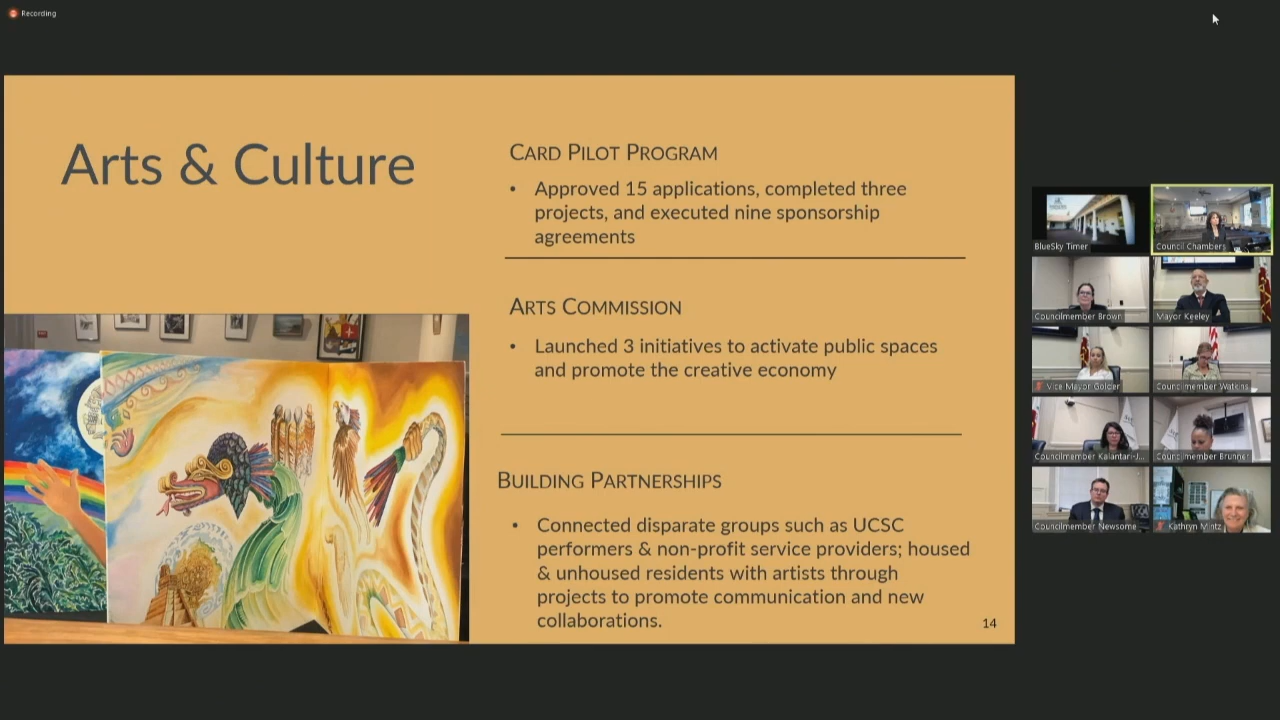 Recording
Arts & Culture
CARD PILOT PROGRAM
• Approved 15 applications, completed three
projects, and executed nine sponsorship
agreements
ARTS COMMISSION
• Launched 3 initiatives to activate public spaces
and promote the creative economy
BUILDING PARTNERSHIPS
• Connected disparate groups such as UCSC
performers & non-profit service providers; housed
& unhoused residents with artists through
projects to promote communication and new
collaborations.
14
BlueSky Timer
Council Chambers
Councilmember Brown
Mayor Keeley
Vice Mayor Golder
Councilmember Watkins
Councilmember Kalantari-J...
Councilmember Brunner
Councilmember Newsome
Kathryn Mintz